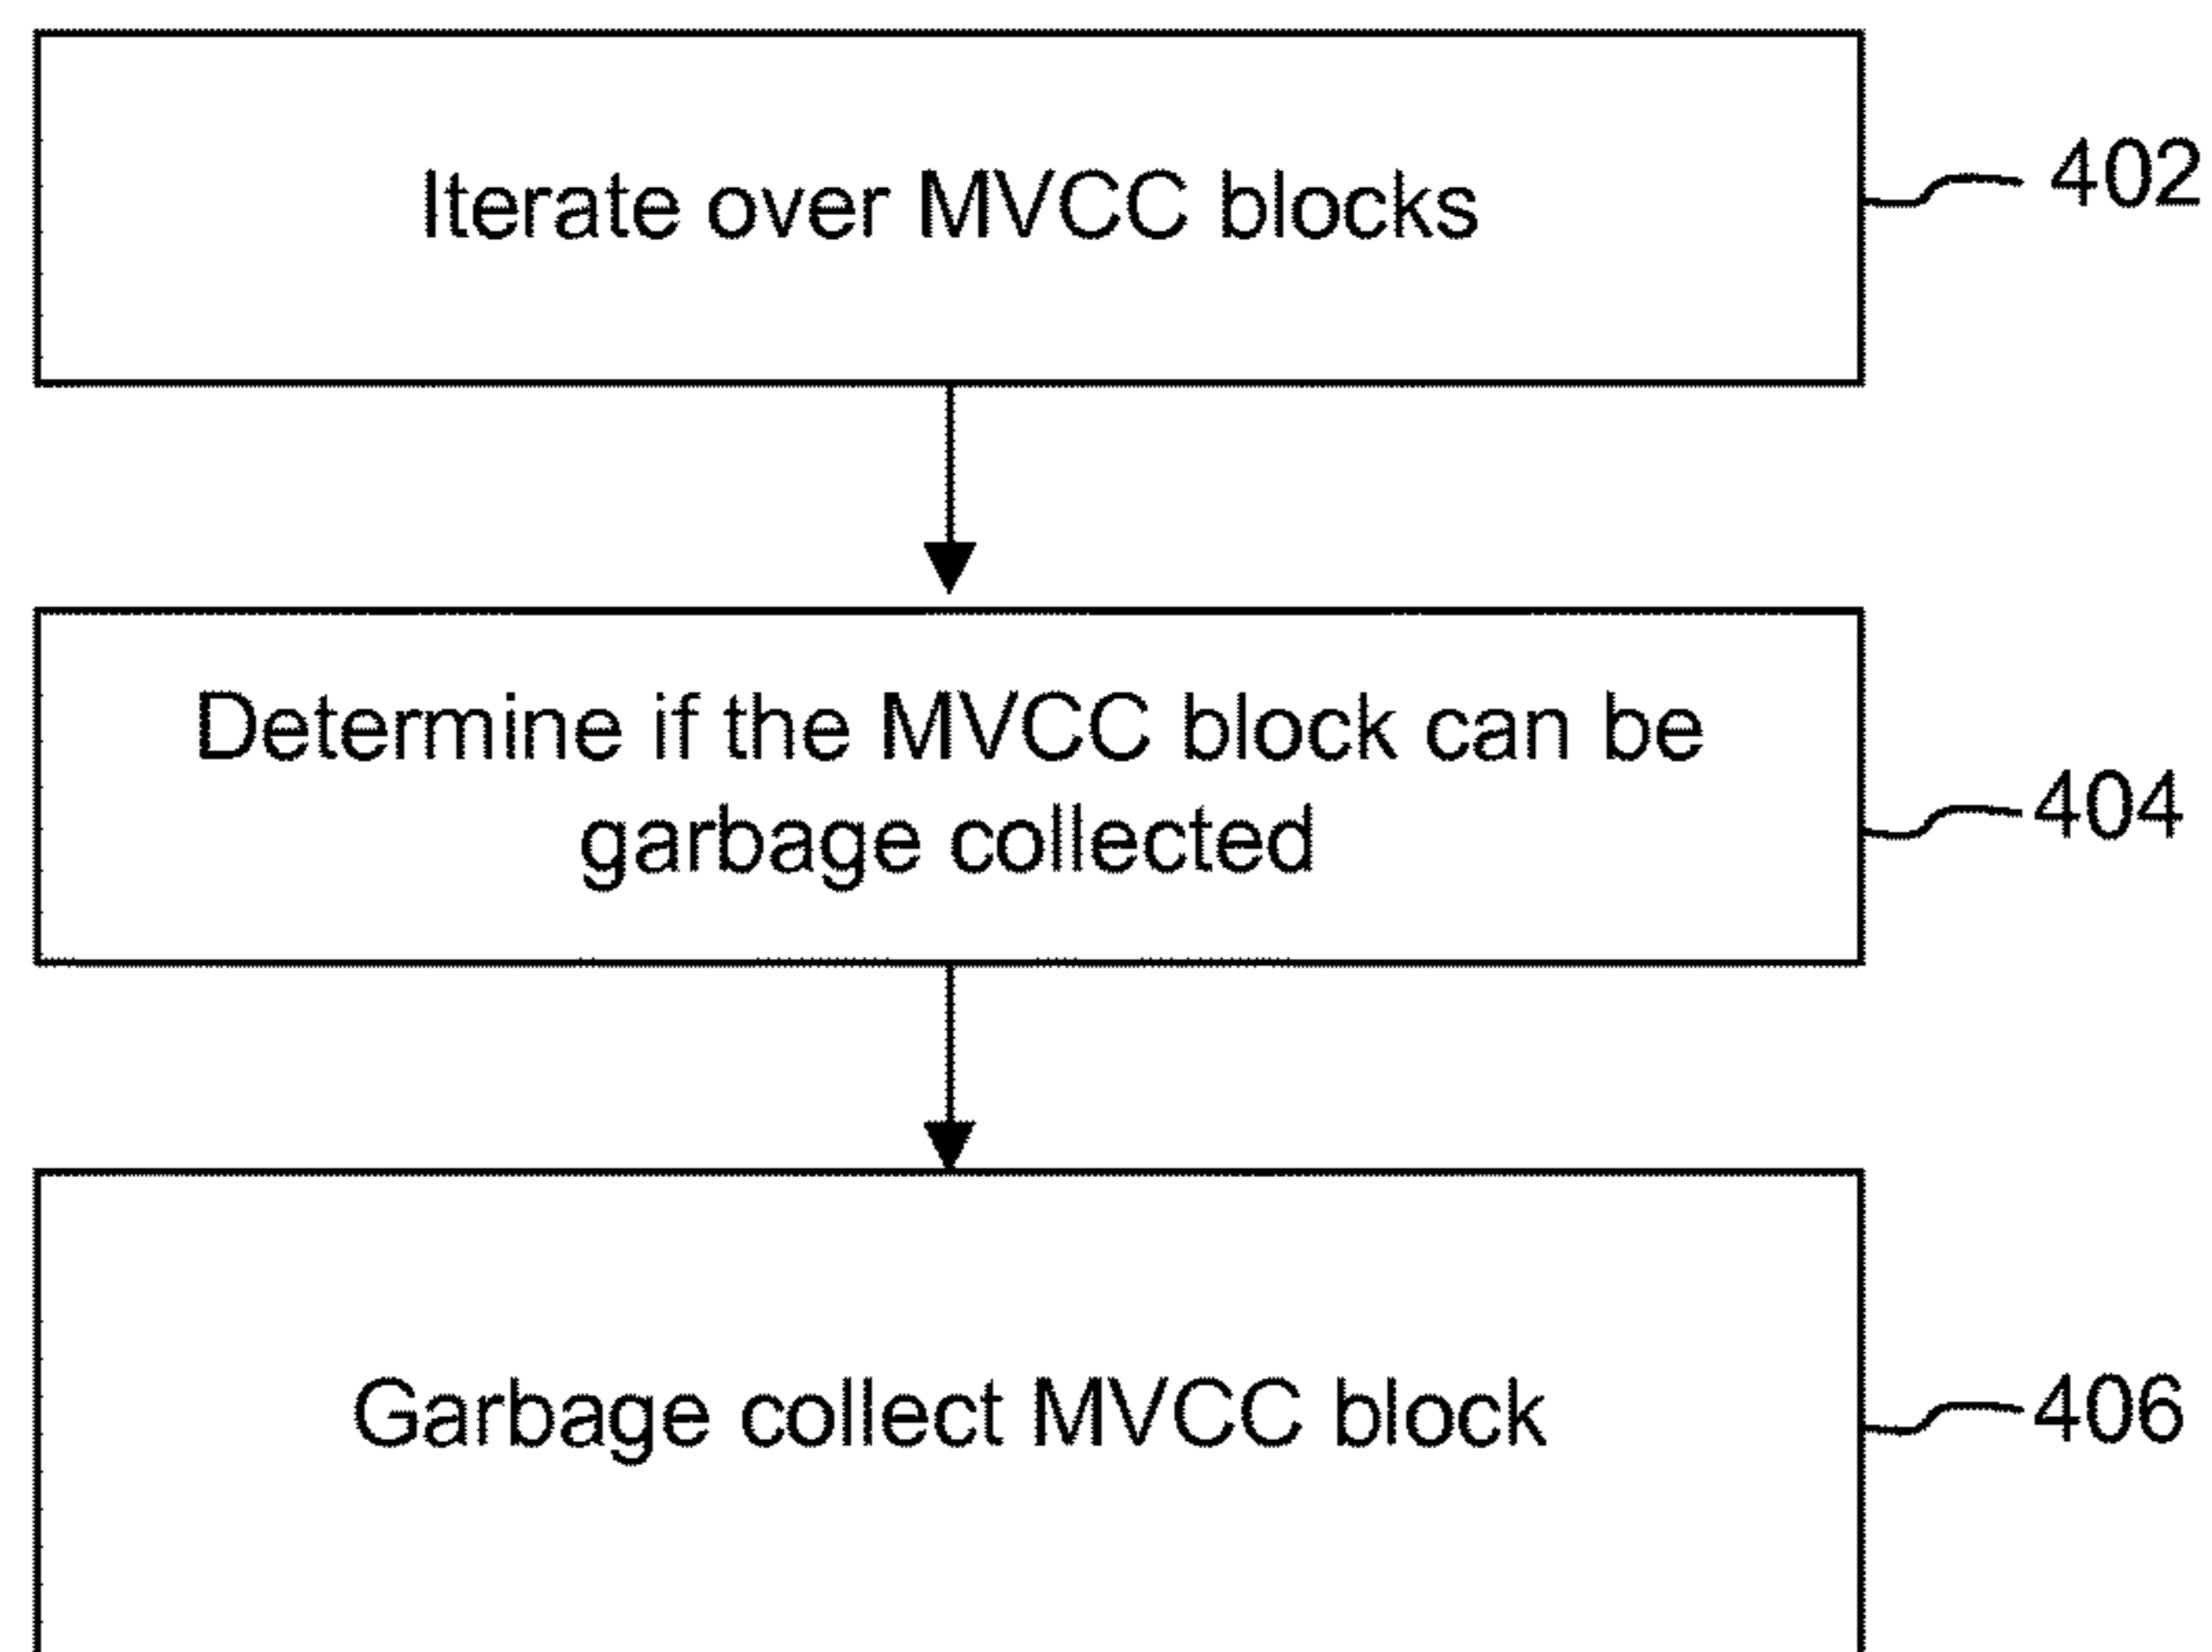 Iterate over MVCC blocks
402
Determine if the MVCC block can be
garbage collected
404
Garbage collect MVCC block
406